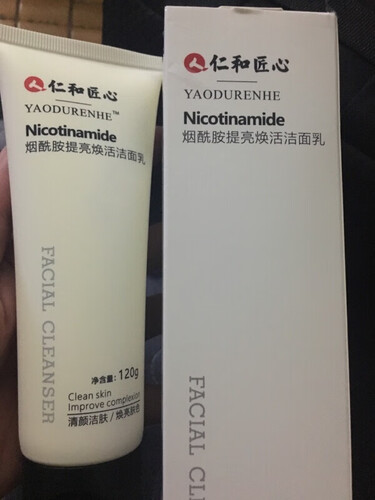 仁和匠心
YAODURENHE™
Nicotinamide
烟酰胺提亮焕活洁面乳
FACIAL CLEANSER
净含量: 120g
Clean skin
Improve complexion
清颜洁肤 / 焕亮肤色
仁和匠心
YAODURENHE
Nicotinamide
烟酰胺提亮焕活洁面乳
FACIAL CLE